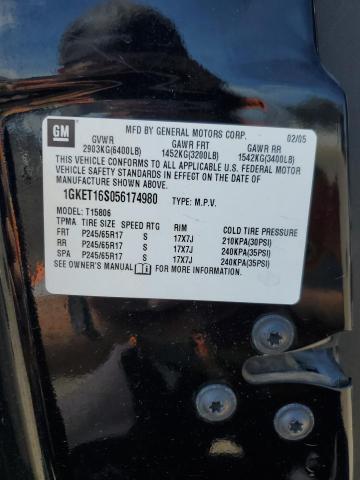 GM
MFD BY GENERAL MOTORS CORP. 02/05
GVWR GAWR FRT GAWR RR
2903KG(6400LB) 1452KG(3200LB) 1542KG(3400LB)
THIS VEHICLE CONFORMS TO ALL APPLICABLE U.S. FEDERAL MOTOR
VEHICLE SAFETY STANDARDS IN EFFECT ON THE DATE OF
MANUFACTURE SHOWN ABOVE.
1GKET16S056174980 TYPE: M.P.V.
MODEL: T15806
TPMA TIRE SIZE SPEED RTG RIM COLD TIRE PRESSURE
FRT P245/65R17 S 17X7J 210KPA(30PSI)
RR P245/65R17 S 17X7J 240KPA(35PSI)
SPA P245/65R17 S 17X7J 240KPA(35PSI)
SEE OWNER'S MANUAL FOR MORE INFORMATION